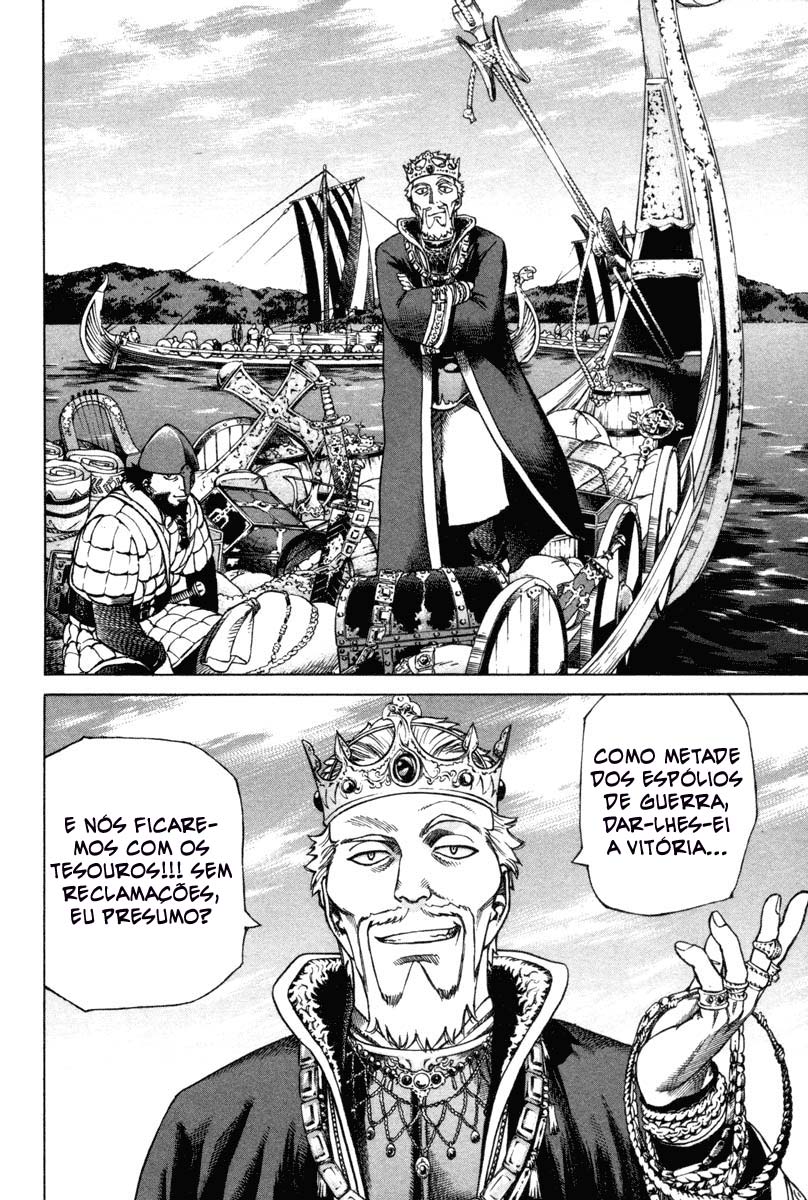 COMO METADE
DOS ESPÓLIOS
DE GUERRA,
DAR-LHES-EI
A VITÓRIA...
E NÓS FICARE-
MOS COM OS
TESOUROS!!! SEM
RECLAMAÇÕES,
EU PRESUMO?